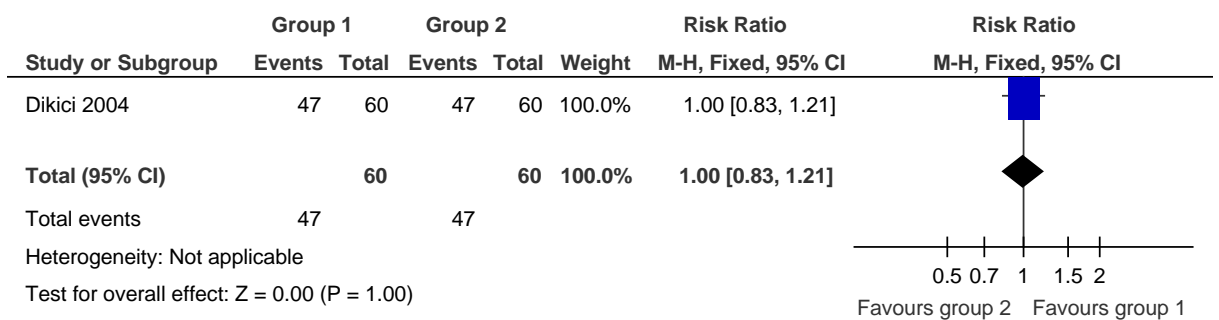 Group 1 Group 2 Risk Ratio Risk Ratio
Study or Subgroup Events Total Events Total Weight M-H, Fixed, 95% CI M-H, Fixed, 95% CI
Dikici 2004 47 60 47 60 100.0% 1.00 [0.83, 1.21]
Total (95% CI) 60 60 100.0% 1.00 [0.83, 1.21]
Total events 47 47
Heterogeneity: Not applicable
Test for overall effect: Z = 0.00 (P = 1.00)
0.5 0.7 1 1.5 2
Favours group 2 Favours group 1